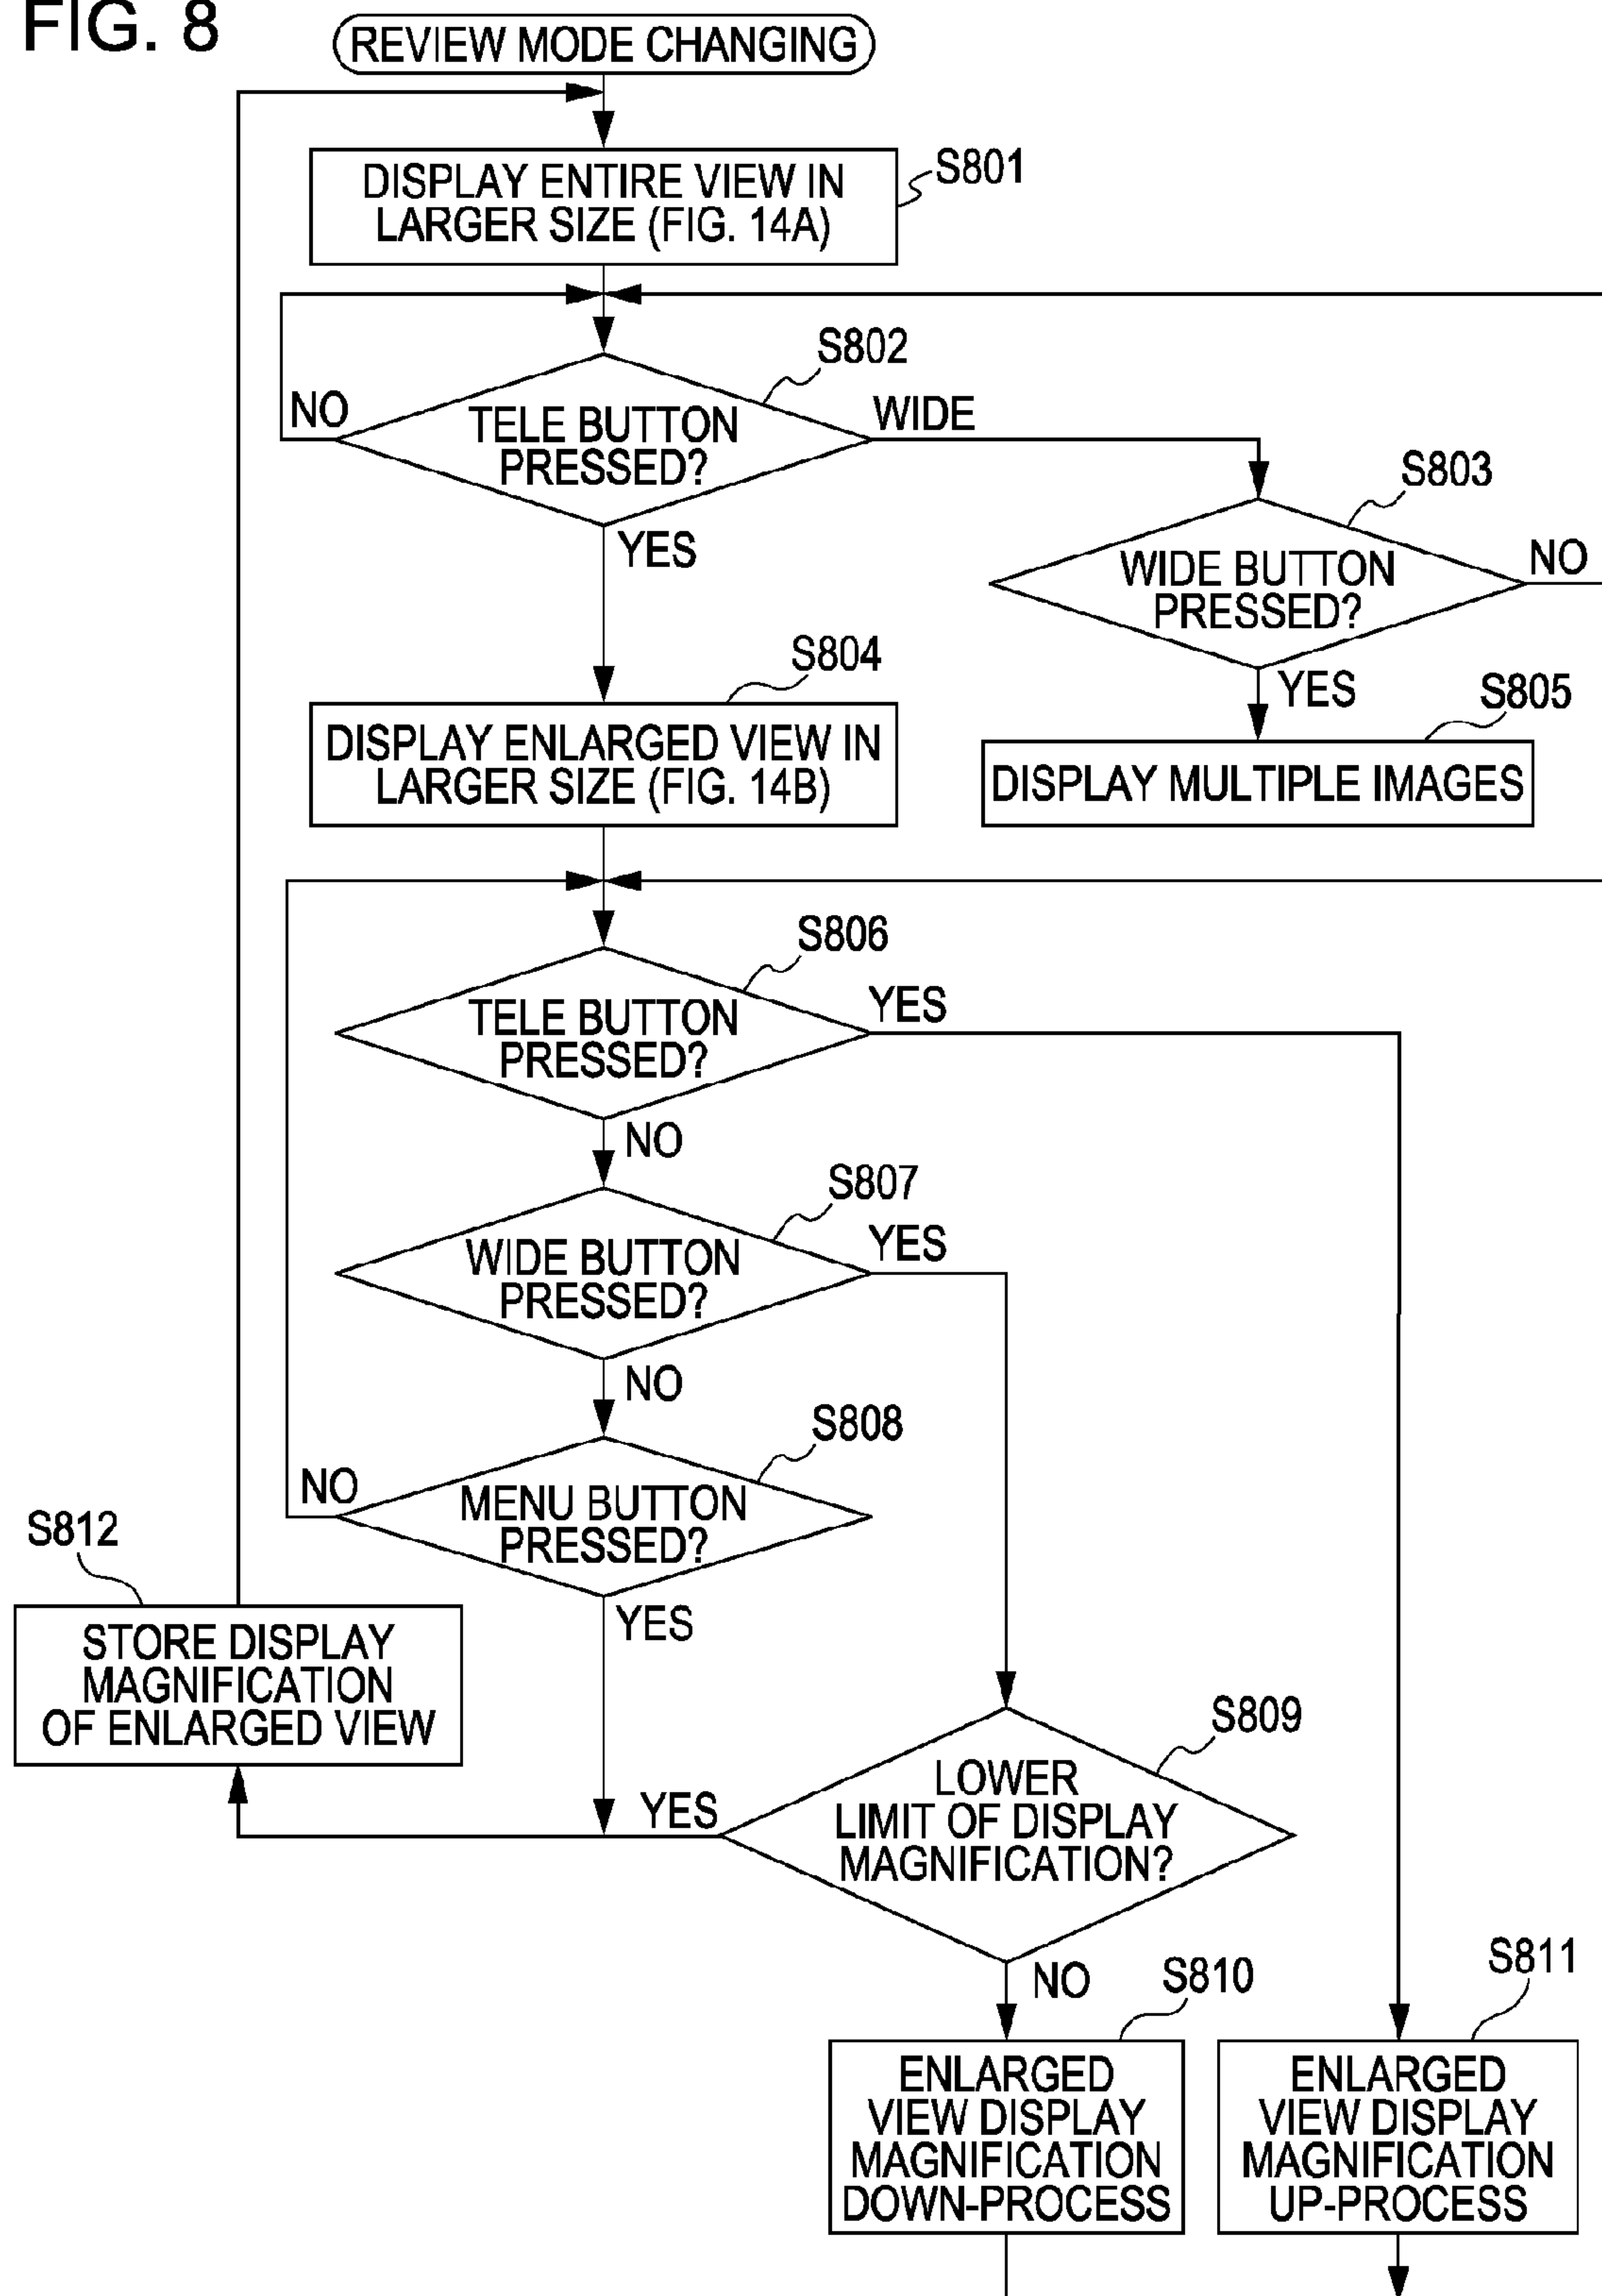 FIG. 8
REVIEW MODE CHANGING
DISPLAY ENTIRE VIEW IN
LARGER SIZE (FIG. 14A)
S801
S802
NO
TELE BUTTON
PRESSED?
WIDE
YES
S803
WIDE BUTTON
PRESSED?
NO
YES
S804
DISPLAY ENLARGED VIEW IN
LARGER SIZE (FIG. 14B)
S805
DISPLAY MULTIPLE IMAGES
S806
TELE BUTTON
PRESSED?
YES
NO
S807
WIDE BUTTON
PRESSED?
YES
NO
S808
NO
MENU BUTTON
PRESSED?
YES
S812
STORE DISPLAY
MAGNIFICATION
OF ENLARGED VIEW
S809
YES
LOWER
LIMIT OF DISPLAY
MAGNIFICATION?
NO
S810
ENLARGED
VIEW DISPLAY
MAGNIFICATION
DOWN-PROCESS
S811
ENLARGED
VIEW DISPLAY
MAGNIFICATION
UP-PROCESS